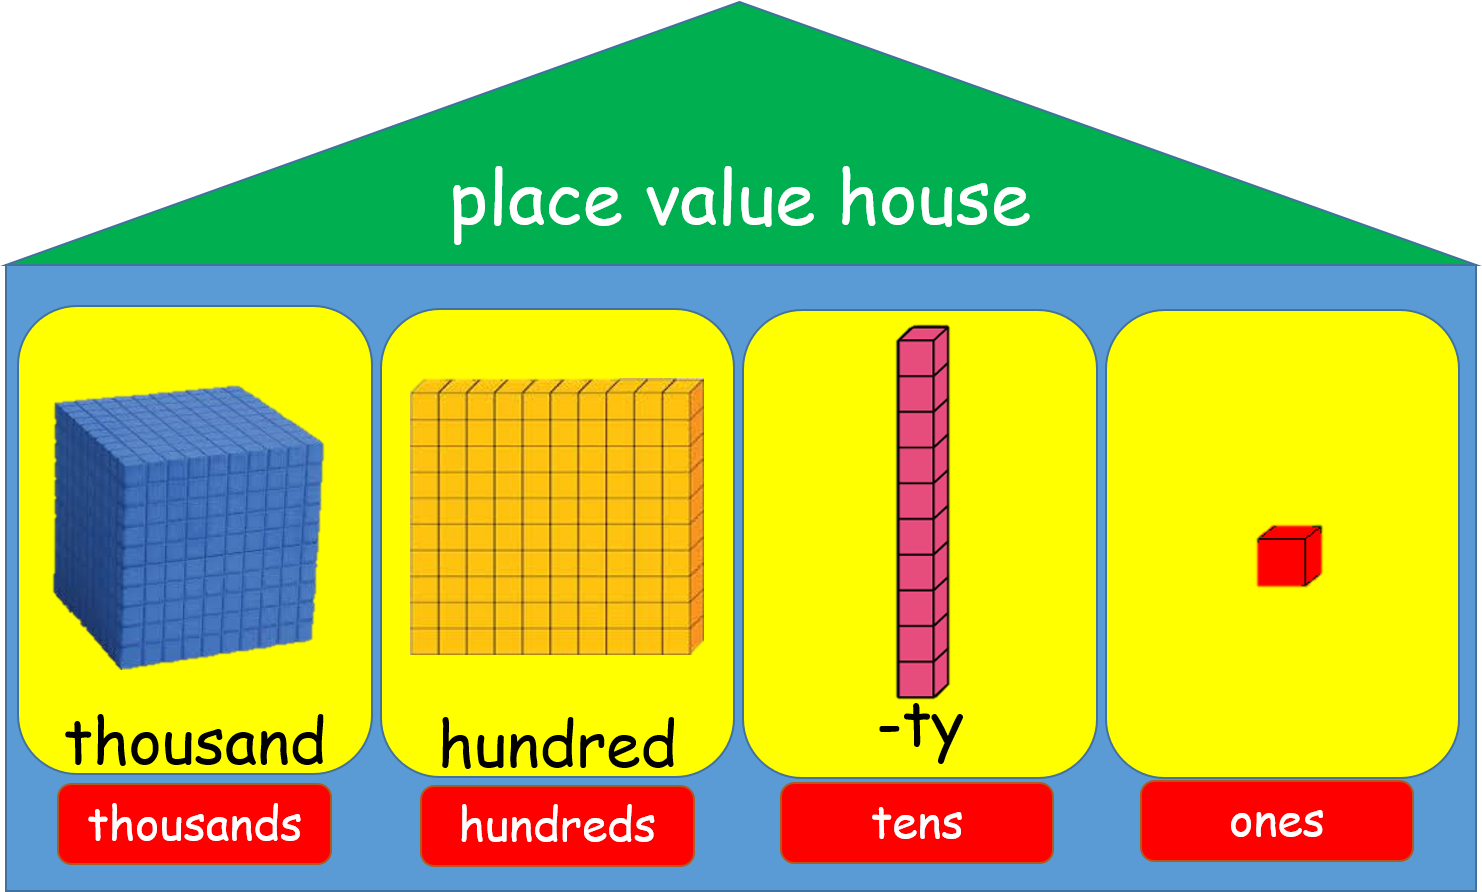 place value house
thousand
hundred
-ty
thousands
hundreds
tens
ones